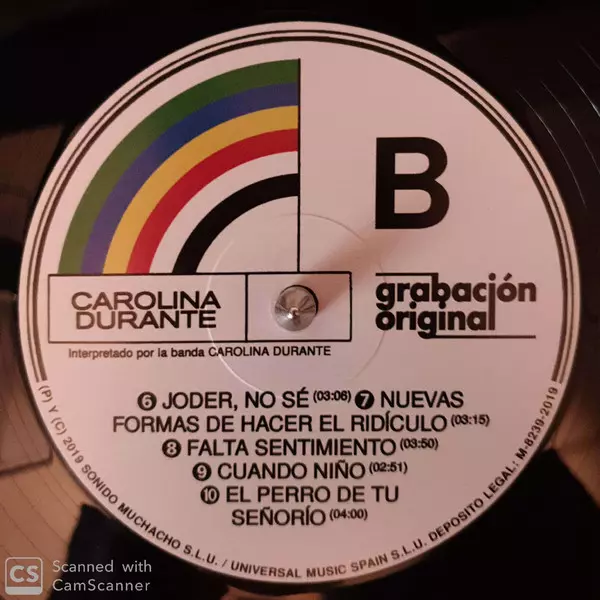 B
CAROLINA
DURANTE
grabación
original
Interpretado por la banda CAROLINA DURANTE
6 JODER, NO SÉ (03:06) 7 NUEVAS
FORMAS DE HACER EL RIDÍCULO (03:15)
8 FALTA SENTIMIENTO (03:50)
9 CUANDO NIÑO (02:51)
10 EL PERRO DE TU
SEÑORÍO (04:00)
(P) Y (C) 2019 SONIDO MUCHACHO S.L.U. / UNIVERSAL MUSIC SPAIN S.L.U. DEPOSITO LEGAL: M-8239-2019
CS Scanned with
CamScanner